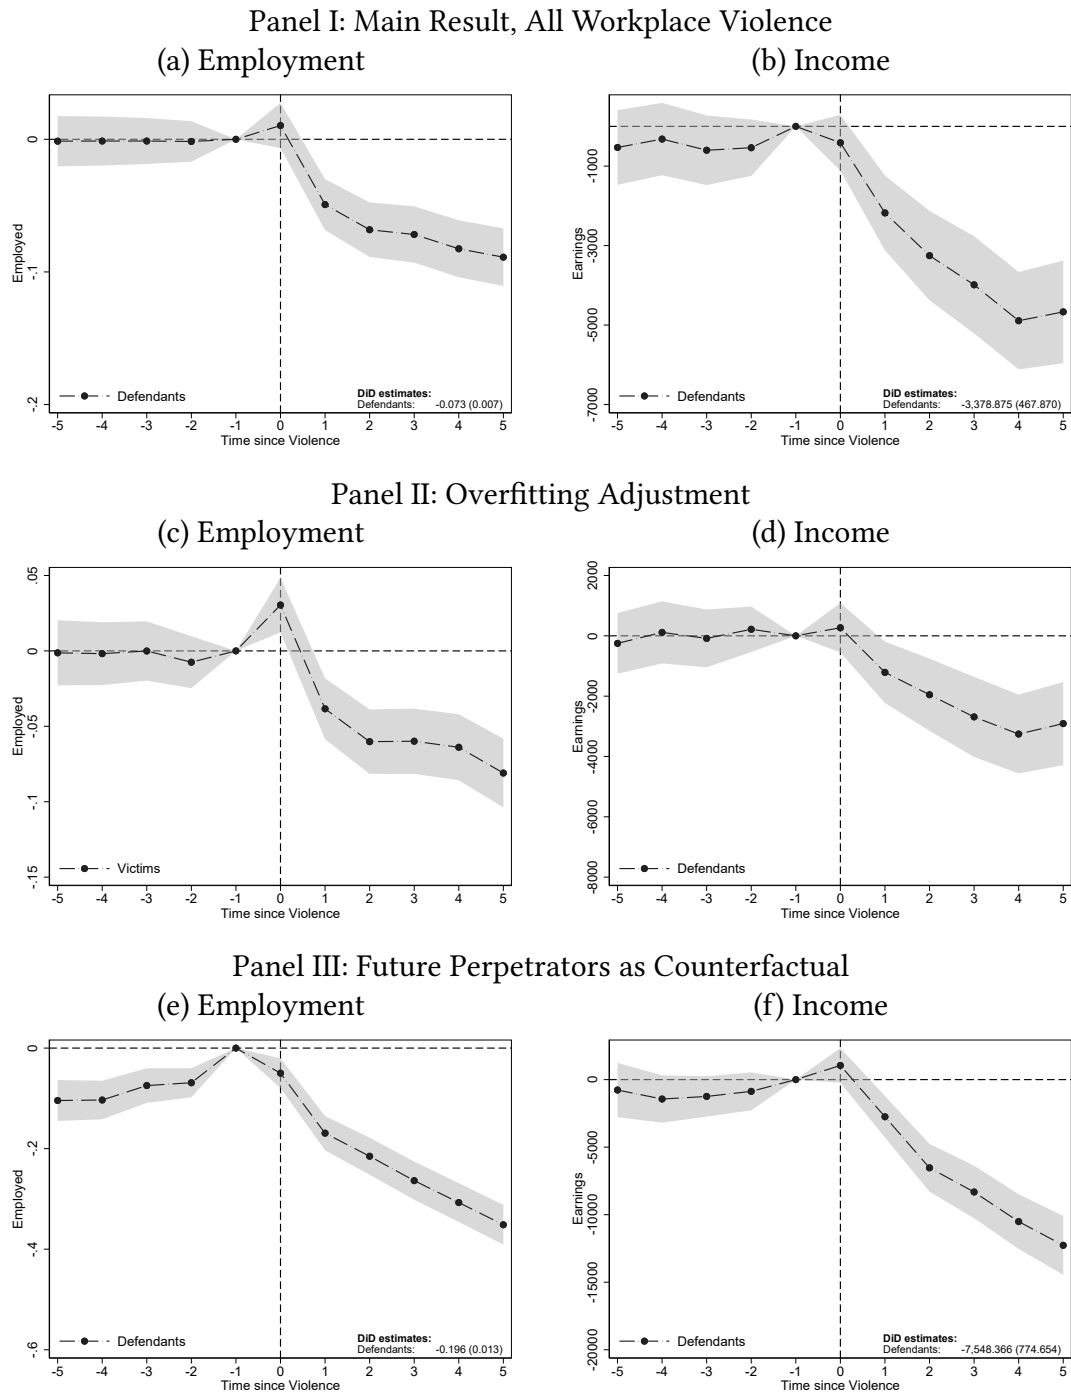 Panel I: Main Result, All Workplace Violence
(a) Employment
(b) Income
Employed
0
-.1
-.2
Defendants
DiD estimates:
Defendants: -0.073 (0.007)
-5 -4 -3 -2 -1 0 1 2 3 4 5
Time since Violence
Earnings
-1000
-3000
-5000
-7000
Defendants
DiD estimates:
Defendants: -3,378.875 (467.870)
-5 -4 -3 -2 -1 0 1 2 3 4 5
Time since Violence
Panel II: Overfitting Adjustment
(c) Employment
(d) Income
Employed
.05
0
-.05
-.1
-.15
Victims
-5 -4 -3 -2 -1 0 1 2 3 4 5
Time since Violence
Earnings
2000
0
-2000
-4000
-6000
-8000
Defendants
-5 -4 -3 -2 -1 0 1 2 3 4 5
Time since Violence
Panel III: Future Perpetrators as Counterfactual
(e) Employment
(f) Income
Employed
0
-.2
-.4
-.6
Defendants
DiD estimates:
Defendants: -0.196 (0.013)
-5 -4 -3 -2 -1 0 1 2 3 4 5
Time since Violence
Earnings
0
-5000
-10000
-15000
-20000
Defendants
DiD estimates:
Defendants: -7,548.366 (774.654)
-5 -4 -3 -2 -1 0 1 2 3 4 5
Time since Violence